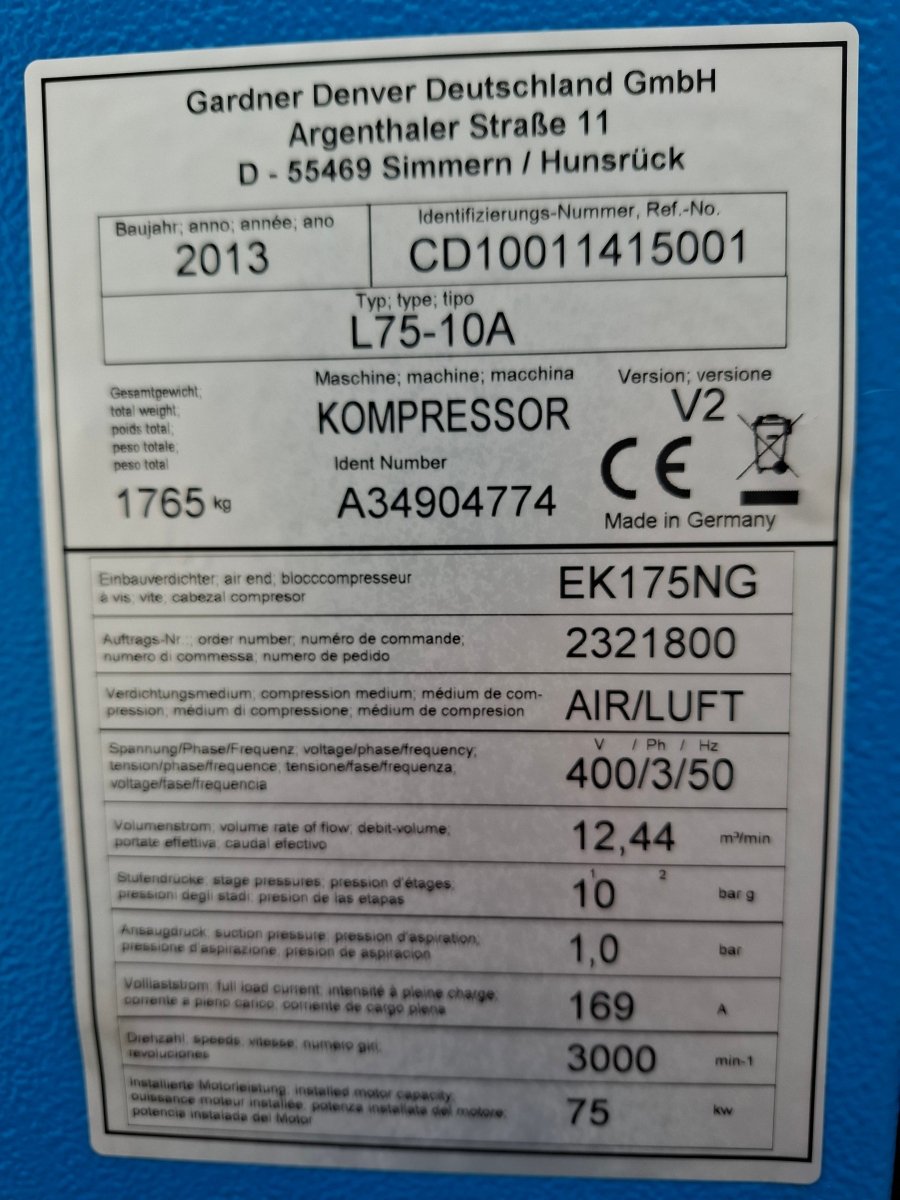 Gardner Denver Deutschland GmbH
Argenthaler Straße 11
D - 55469 Simmern / Hunsrück
Baujahr; anno; année; ano
2013
Identifizierungs-Nummer, Ref.-No.
CD10011415001
Typ; type; tipo
L75-10A
Gesamtgewicht;
total weight;
poids total;
peso totale;
peso total
1765 kg
Maschine; machine; macchina
KOMPRESSOR
Ident Number
A34904774
Version; versione
V2
CE
Made in Germany
Einbauverdichter; air end; blocccompresseur
à vis; vite; cabezal compresor
EK175NG
Auftrags-Nr.:; order number; numéro de commande;
numero di commessa; numero de pedido
2321800
Verdichtungsmedium; compression medium; médium de com-
pression; médium di compressione; médium de compresion
AIR/LUFT
Spannung/Phase/Frequenz; voltage/phase/frequency;
tension/phase/frequence; tensione/fase/frequenza;
voltage/fase/frequencia
V / Ph / Hz
400/3/50
Volumenstrom; volume rate of flow; debit-volume;
portate effettiva; caudal efectivo
12,44 m³/min
Stufendrücke; stage pressures; pression d'étages;
pressioni degli stadi; presion de las etapas
1 2
10 bar g
Ansaugdruck; suction pressure; pression d'aspiration;
pressione d'aspirazione; presion de aspiracion
1,0 bar
Volllaststrom; full load current; intensité à pleine charge;
corrente a pieno carico; corriente de cargo plena
169 A
Drehzahl; speeds; vitesse; numero giri;
revoluciones
3000 min-1
Installierte Motorleistung; installed motor capacity;
puissance moteur installée; potenza installata del motore;
potencia instalada del Motor
75 kw